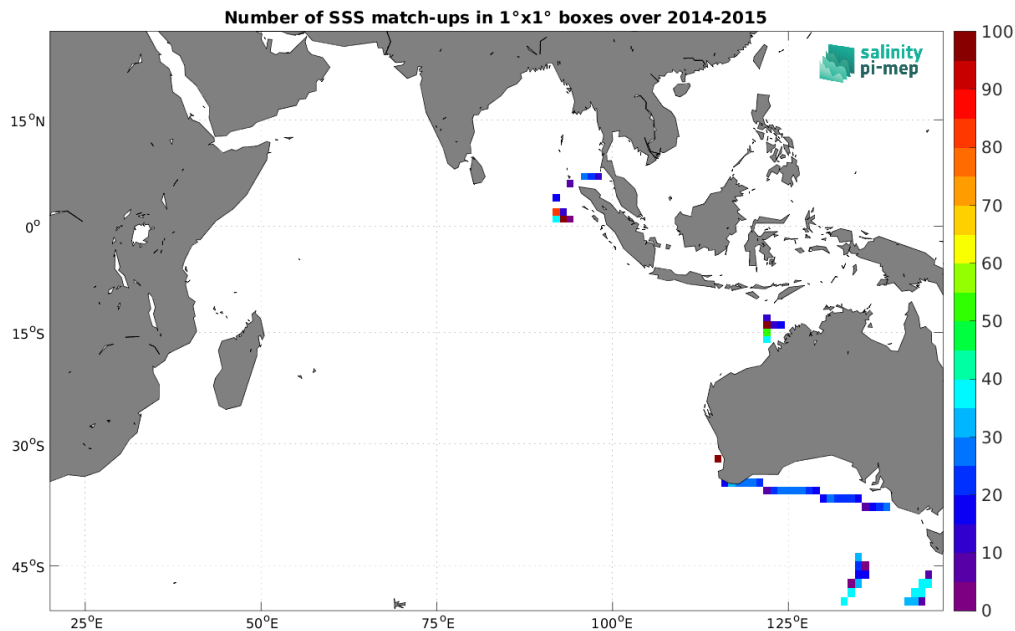 Number of SSS match-ups in 1°x1° boxes over 2014-2015
salinity
pi-mep
15°N
0°
15°S
30°S
45°S
25°E
50°E
75°E
100°E
125°E
100
90
80
70
60
50
40
30
20
10
0